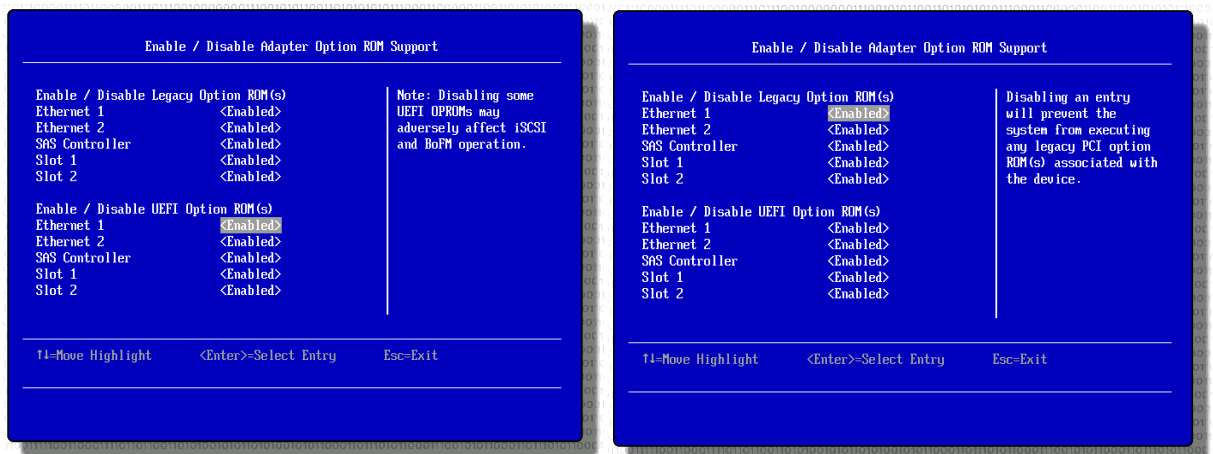 Enable / Disable Adapter Option ROM Support
Enable / Disable Legacy Option ROM(s)
Ethernet 1 <Enabled>
Ethernet 2 <Enabled>
SAS Controller <Enabled>
Slot 1 <Enabled>
Slot 2 <Enabled>
Enable / Disable UEFI Option ROM(s)
Ethernet 1 <Enabled>
Ethernet 2 <Enabled>
SAS Controller <Enabled>
Slot 1 <Enabled>
Slot 2 <Enabled>
Note: Disabling some
UEFI OPROMs may
adversely affect iSCSI
and BoFM operation.
↑↓=Move Highlight <Enter>=Select Entry Esc=Exit
Enable / Disable Adapter Option ROM Support
Enable / Disable Legacy Option ROM(s)
Ethernet 1 <Enabled>
Ethernet 2 <Enabled>
SAS Controller <Enabled>
Slot 1 <Enabled>
Slot 2 <Enabled>
Enable / Disable UEFI Option ROM(s)
Ethernet 1 <Enabled>
Ethernet 2 <Enabled>
SAS Controller <Enabled>
Slot 1 <Enabled>
Slot 2 <Enabled>
Disabling an entry
will prevent the
system from executing
any legacy PCI option
ROM(s) associated with
the device.
↑↓=Move Highlight <Enter>=Select Entry Esc=Exit